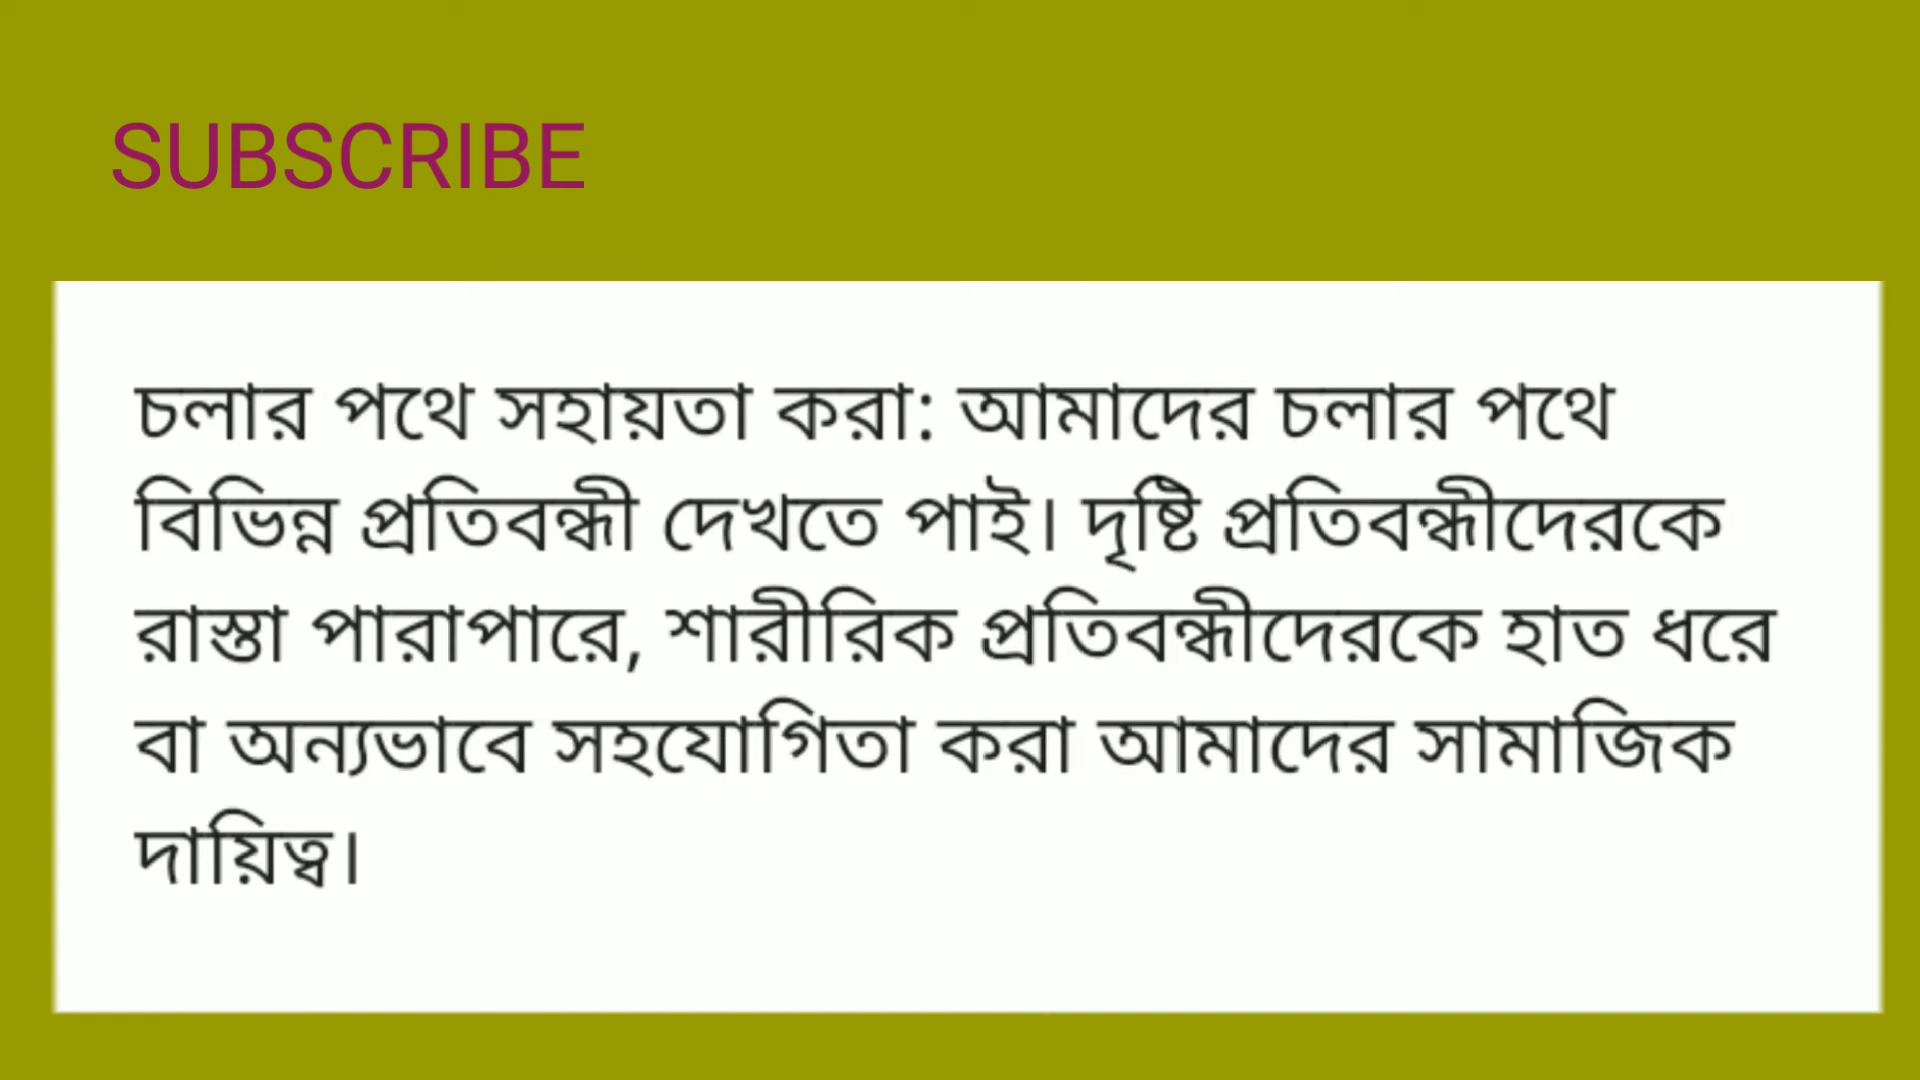 SUBSCRIBE
চলার পথে সহায়তা করা: আমাদের চলার পথে
বিভিন্ন প্রতিবন্ধী দেখতে পাই। দৃষ্টি প্রতিবন্ধীদেরকে
রাস্তা পারাপারে, শারীরিক প্রতিবন্ধীদেরকে হাত ধরে
বা অন্যভাবে সহযোগিতা করা আমাদের সামাজিক
দায়িত্ব।